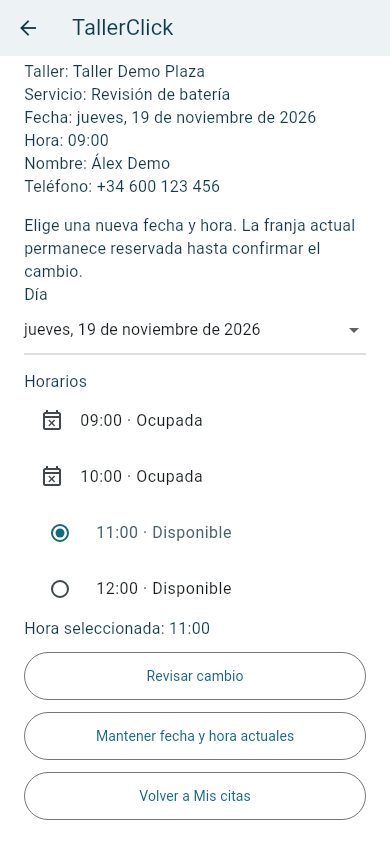 TallerClick
Taller: Taller Demo Plaza
Servicio: Revisión de batería
Fecha: jueves, 19 de noviembre de 2026
Hora: 09:00
Nombre: Álex Demo
Teléfono: +34 600 123 456
Elige una nueva fecha y hora. La franja actual
permanece reservada hasta confirmar el
cambio.
Día
jueves, 19 de noviembre de 2026
Horarios
09:00 · Ocupada
10:00 · Ocupada
11:00 · Disponible
12:00 · Disponible
Hora seleccionada: 11:00
Revisar cambio
Mantener fecha y hora actuales
Volver a Mis citas